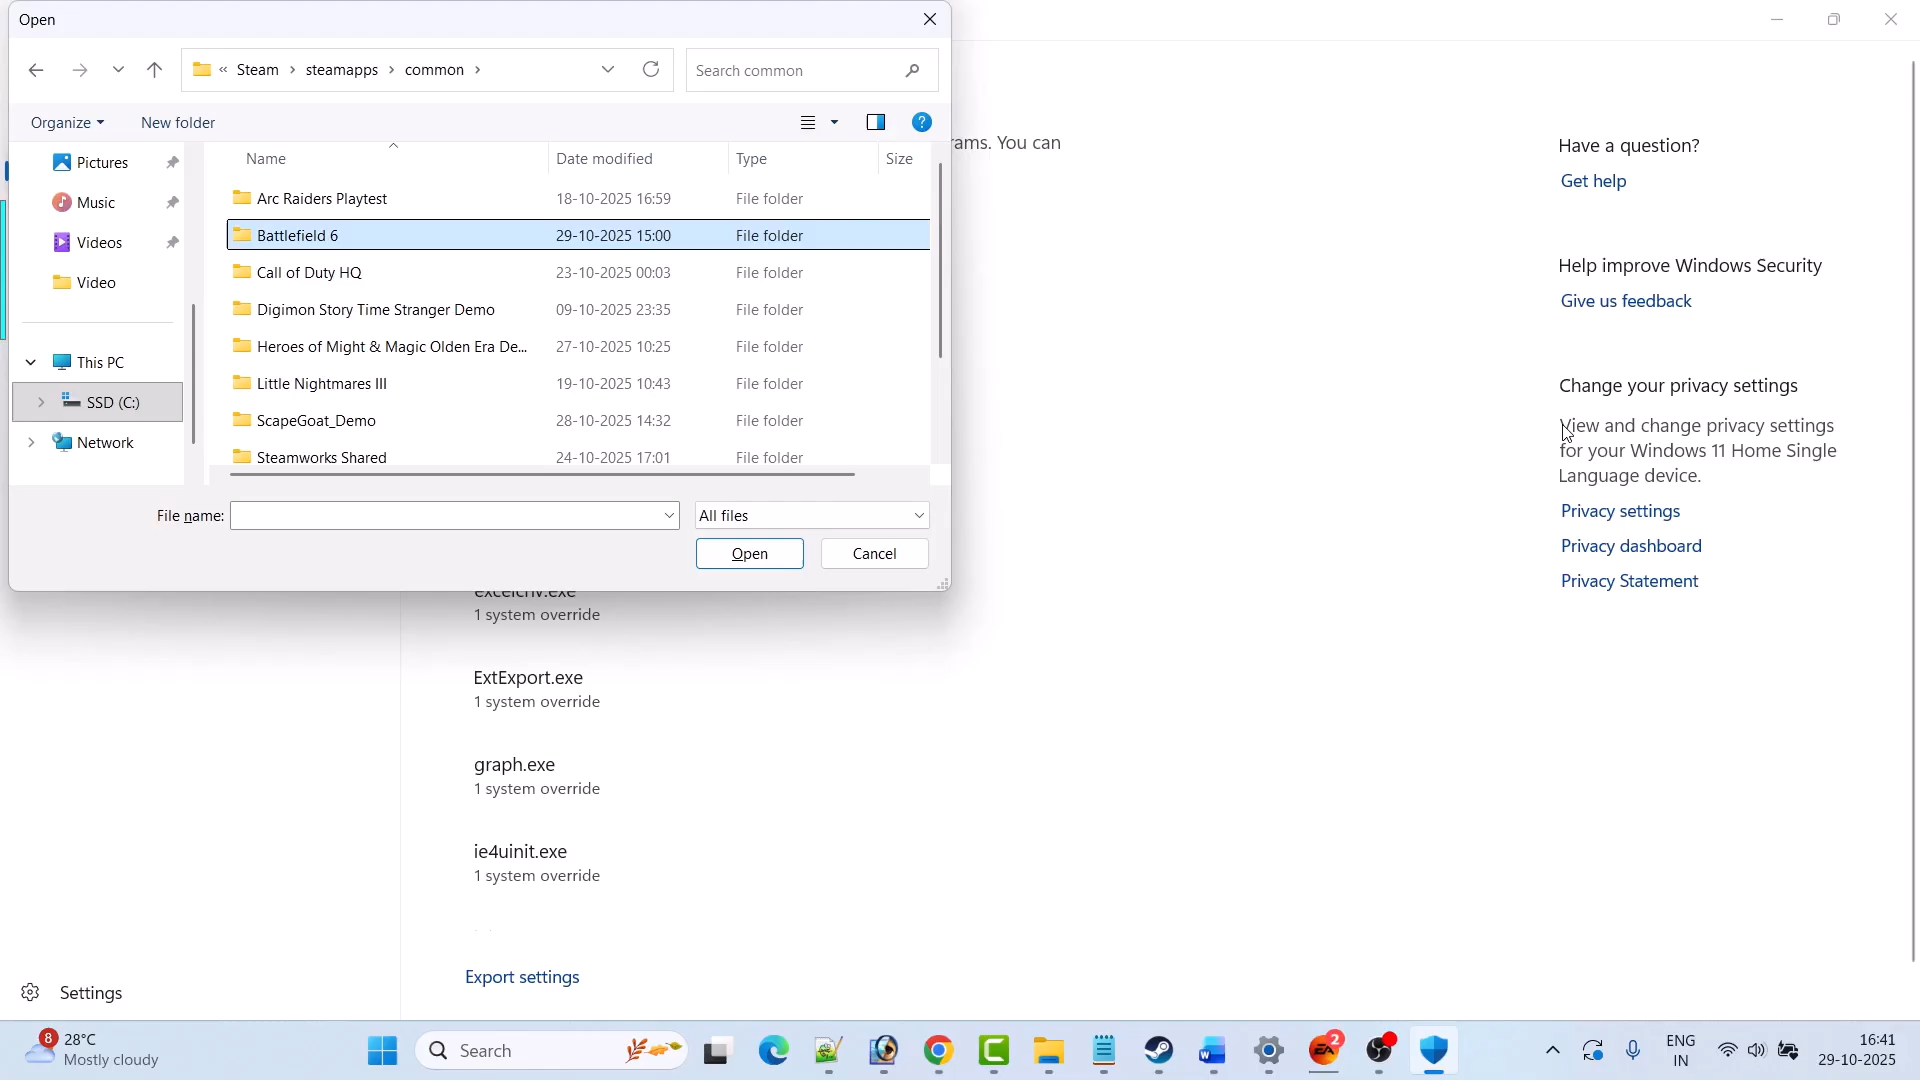 Open
« Steam > steamapps > common >
Search common
Organize
New folder
?
Pictures
Music
Videos
Video
This PC
SSD (C:)
Network
Name Date modified Type Size
Arc Raiders Playtest 18-10-2025 16:59 File folder
Battlefield 6 29-10-2025 15:00 File folder
Call of Duty HQ 23-10-2025 00:03 File folder
Digimon Story Time Stranger Demo 09-10-2025 23:35 File folder
Heroes of Might & Magic Olden Era De... 27-10-2025 10:25 File folder
Little Nightmares III 19-10-2025 10:43 File folder
ScapeGoat_Demo 28-10-2025 14:32 File folder
Steamworks Shared 24-10-2025 17:01 File folder
File name:
All files
Open
Cancel
rams. You can
1 system override
ExtExport.exe
1 system override
graph.exe
1 system override
ie4uinit.exe
1 system override
Export settings
Settings
Have a question?
Get help
Help improve Windows Security
Give us feedback
Change your privacy settings
View and change privacy settings
for your Windows 11 Home Single
Language device.
Privacy settings
Privacy dashboard
Privacy Statement
8
28°C
Mostly cloudy
Search
EA
2
ENG
IN
16:41
29-10-2025